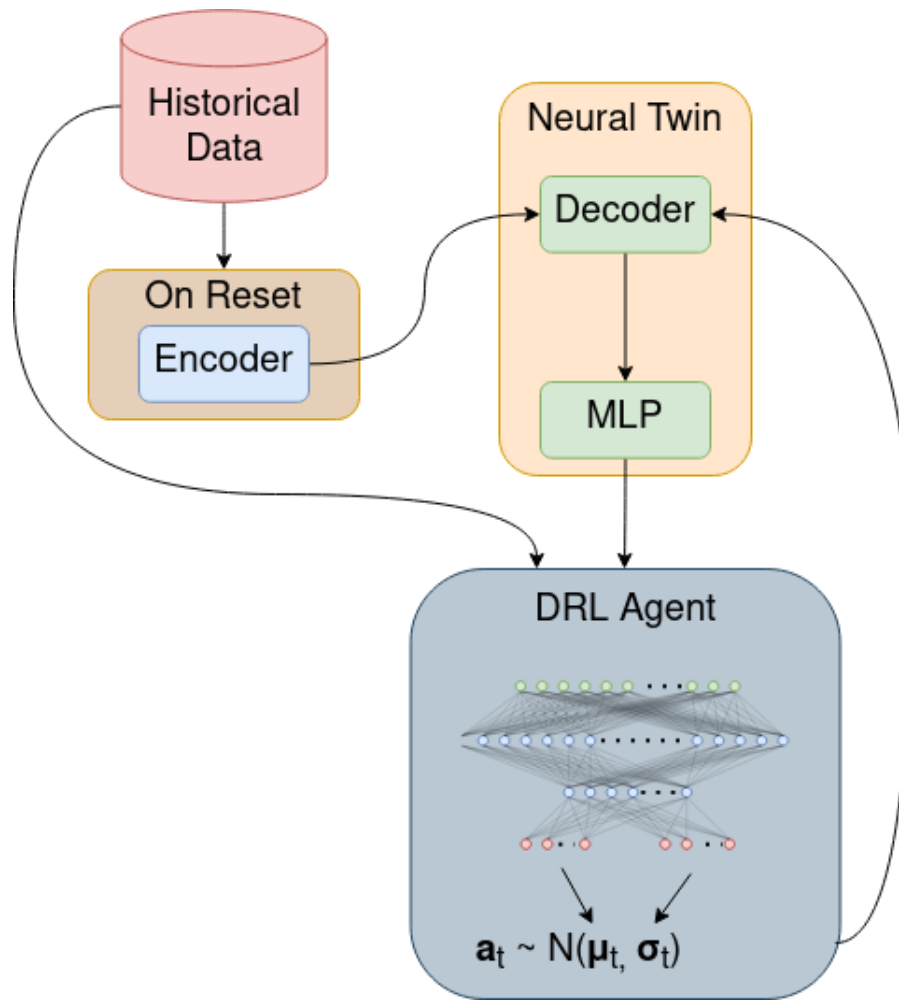 Historical
Data
Neural Twin
Decoder
On Reset
Encoder
MLP
DRL Agent
𝐚t ~ N(𝛍t, 𝛔t)